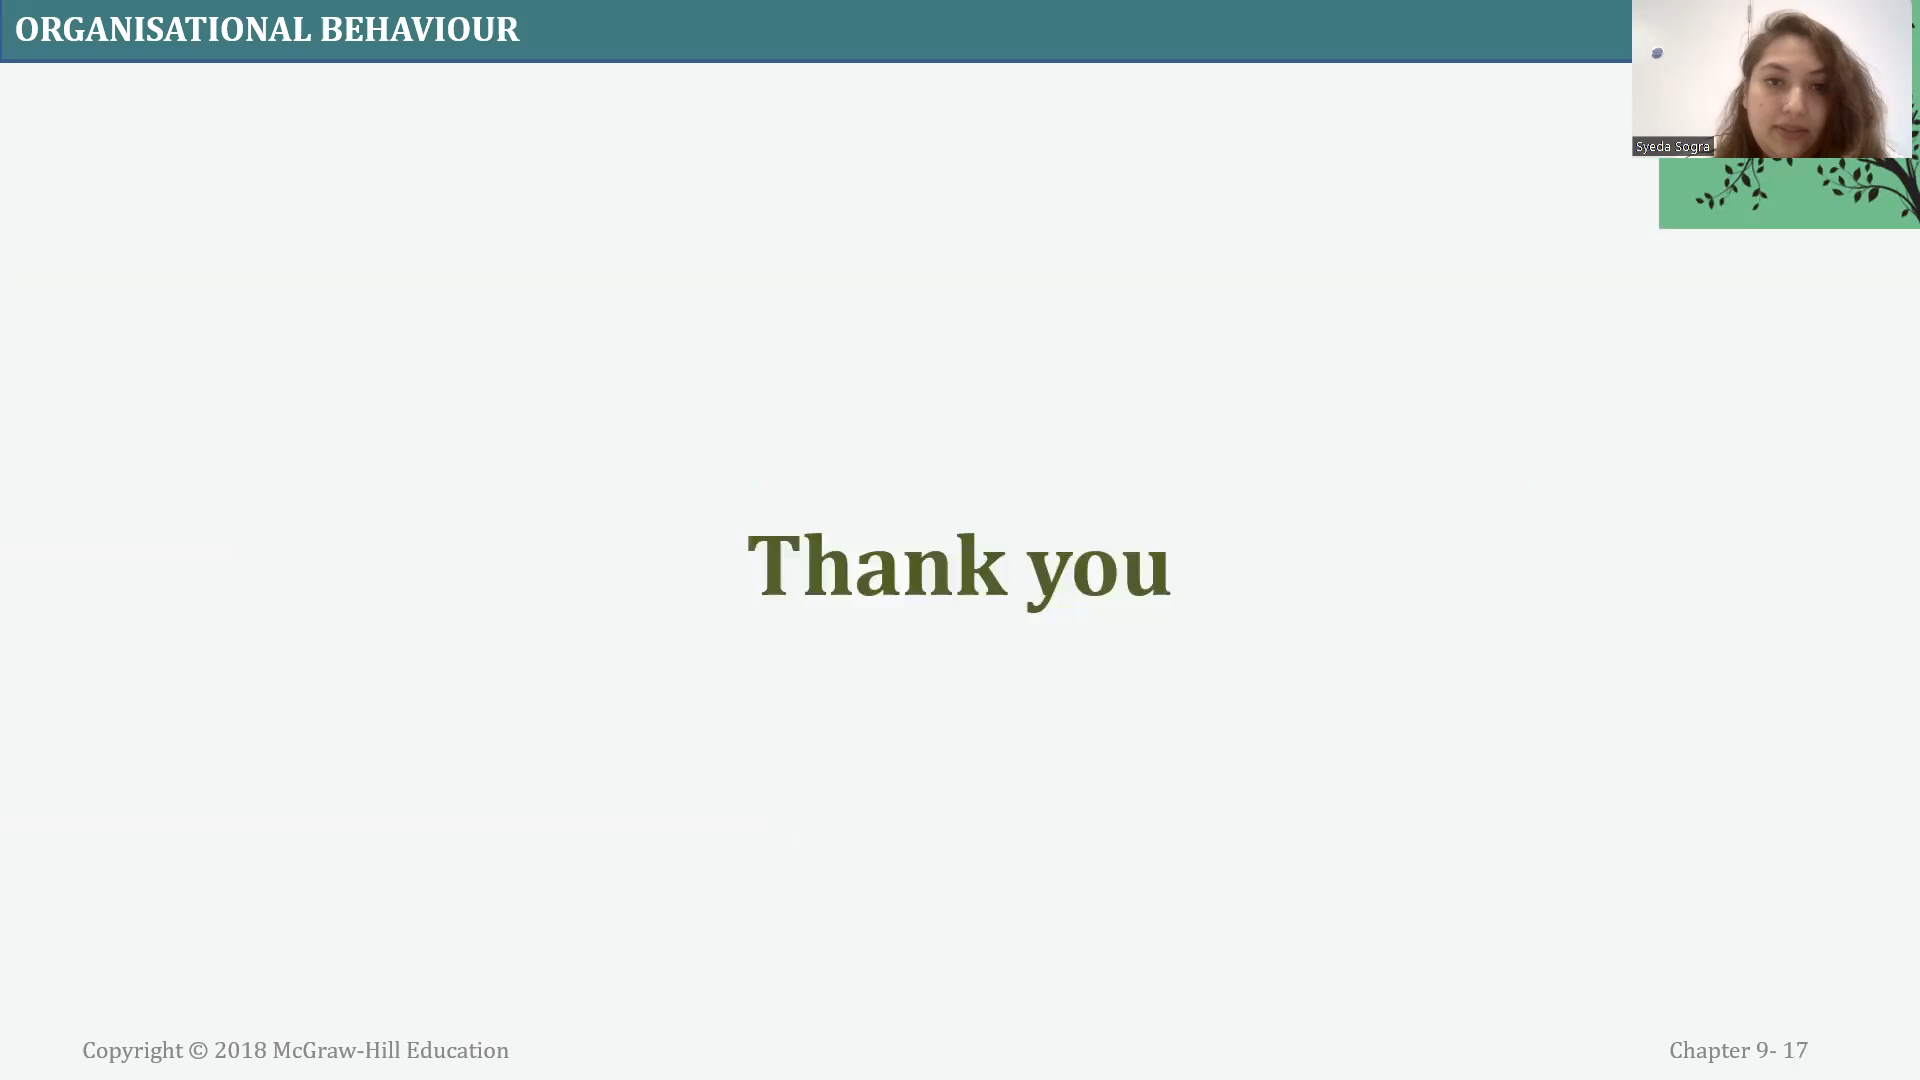 ORGANISATIONAL BEHAVIOUR
Syeda Sogra
Thank you
Copyright © 2018 McGraw-Hill Education
Chapter 9- 17